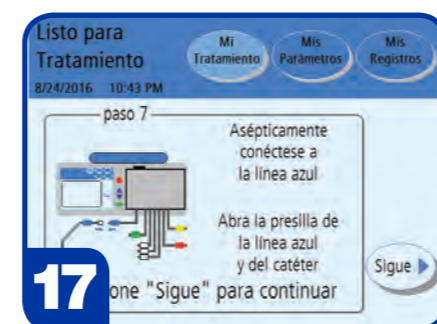 Listo para
Tratamiento
Mi
Tratamiento
Mis
Parámetros
Mis
Registros
8/24/2016 10:43 PM
paso 7
Asépticamente
conéctese a
la línea azul
Abra la presilla de
la línea azul
y del catéter
Sigue
one "Sigue" para continuar
17